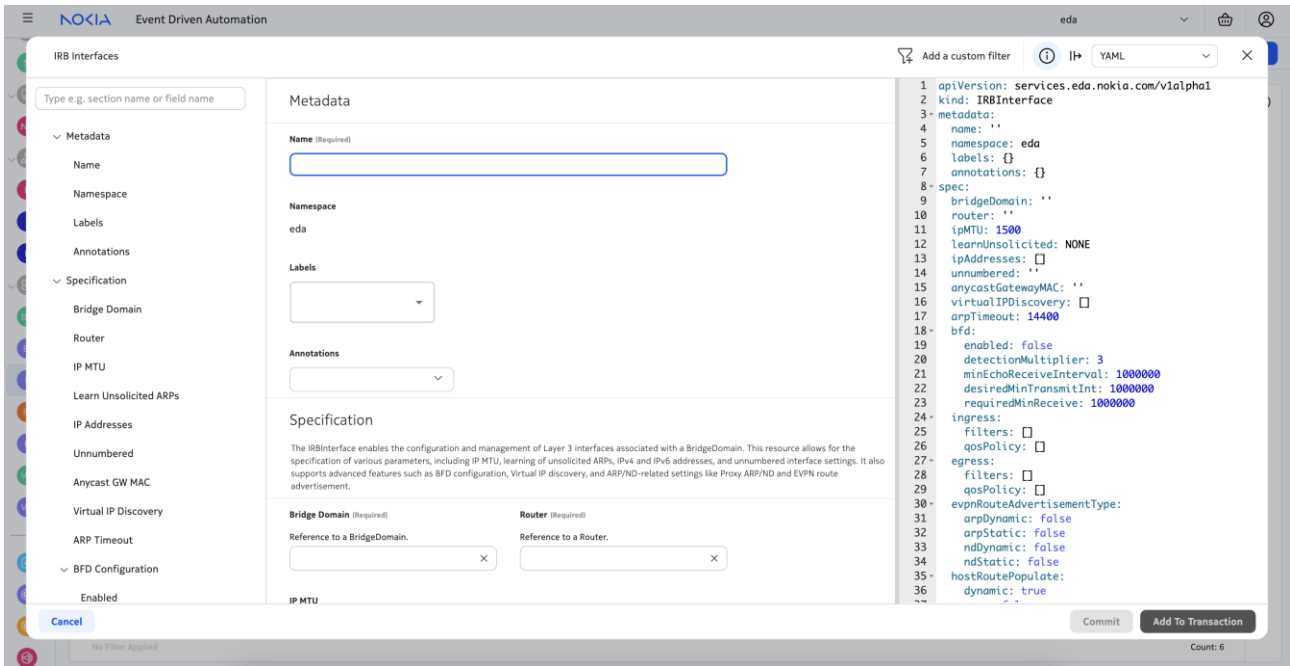 NOKIA Event Driven Automation eda
IRB Interfaces Add a custom filter YAML
Type e.g. section name or field name
Metadata
Name
Namespace
Labels
Annotations
Specification
Bridge Domain
Router
IP MTU
Learn Unsolicited ARPs
IP Addresses
Unnumbered
Anycast GW MAC
Virtual IP Discovery
ARP Timeout
BFD Configuration
Enabled
Metadata
Name (Required)
Namespace
eda
Labels
Annotations
Specification
The IRBInterface enables the configuration and management of Layer 3 interfaces associated with a BridgeDomain. This resource allows for the
specification of various parameters, including IP MTU, learning of unsolicited ARPs, IPv4 and IPv6 addresses, and unnumbered interface settings. It also
supports advanced features such as BFD configuration, Virtual IP discovery, and ARP/ND-related settings like Proxy ARP/ND and EVPN route
advertisement.
Bridge Domain (Required) Router (Required)
Reference to a BridgeDomain. Reference to a Router.
IP MTU
1 apiVersion: services.eda.nokia.com/v1alpha1
2 kind: IRBInterface
3 metadata:
4 name: ''
5 namespace: eda
6 labels: {}
7 annotations: {}
8 spec:
9 bridgeDomain: ''
10 router: ''
11 ipMTU: 1500
12 learnUnsolicited: NONE
13 ipAddresses: []
14 unnumbered: ''
15 anycastGatewayMAC: ''
16 virtualIPDiscovery: []
17 arpTimeout: 14400
18 bfd:
19 enabled: false
20 detectionMultiplier: 3
21 minEchoReceiveInterval: 1000000
22 desiredMinTransmitInt: 1000000
23 requiredMinReceive: 1000000
24 ingress:
25 filters: []
26 qosPolicy: []
27 egress:
28 filters: []
29 qosPolicy: []
30 evpnRouteAdvertisementType:
31 arpDynamic: false
32 arpStatic: false
33 ndDynamic: false
34 ndStatic: false
35 hostRoutePopulate:
36 dynamic: true
Cancel Commit Add To Transaction
No Filter Applied Count: 6